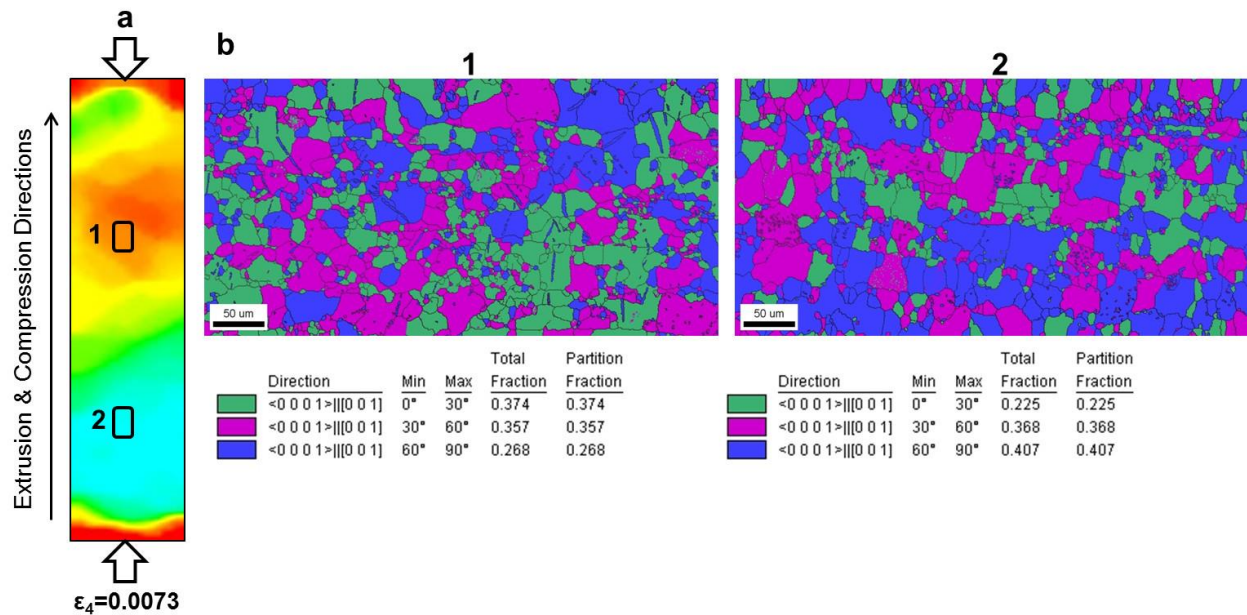 a
b
1
2
Extrusion & Compression Directions
1
2
ε4=0.0073
50 um
50 um
Total Partition
Direction Min Max Fraction Fraction
<0 0 0 1>||[0 0 1] 0° 30° 0.374 0.374
<0 0 0 1>||[0 0 1] 30° 60° 0.357 0.357
<0 0 0 1>||[0 0 1] 60° 90° 0.268 0.268
Total Partition
Direction Min Max Fraction Fraction
<0 0 0 1>||[0 0 1] 0° 30° 0.225 0.225
<0 0 0 1>||[0 0 1] 30° 60° 0.368 0.368
<0 0 0 1>||[0 0 1] 60° 90° 0.407 0.407